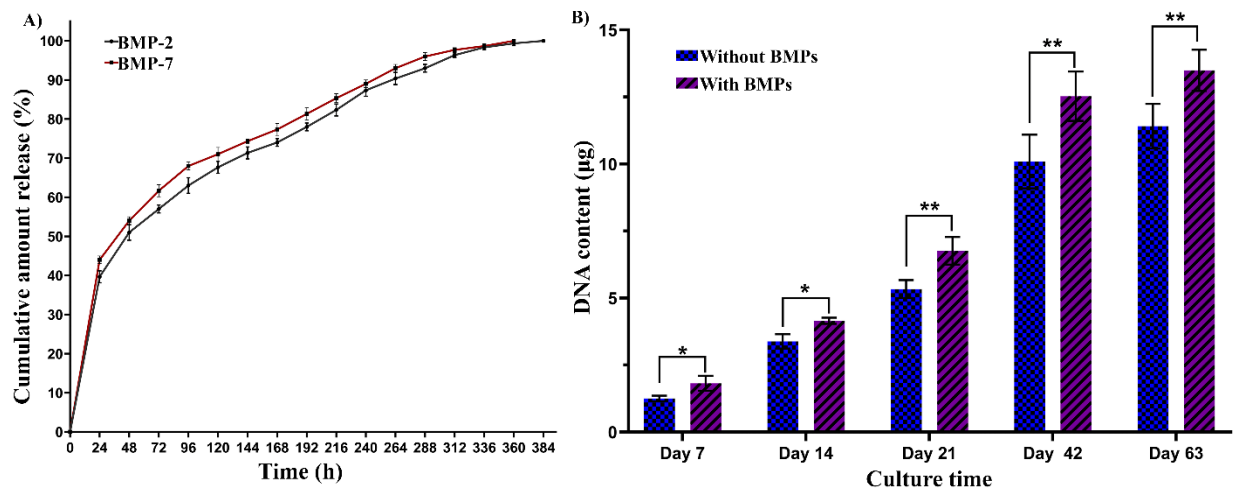 A)
BMP-2
BMP-7
Cumulative amount release (%)
100
90
80
70
60
50
40
30
20
10
0
0 24 48 72 96 120 144 168 192 216 240 264 288 312 336 360 384
Time (h)
B)
Without BMPs
With BMPs
DNA content (µg)
15
10
5
0
* * ** ** **
Day 7 Day 14 Day 21 Day 42 Day 63
Culture time